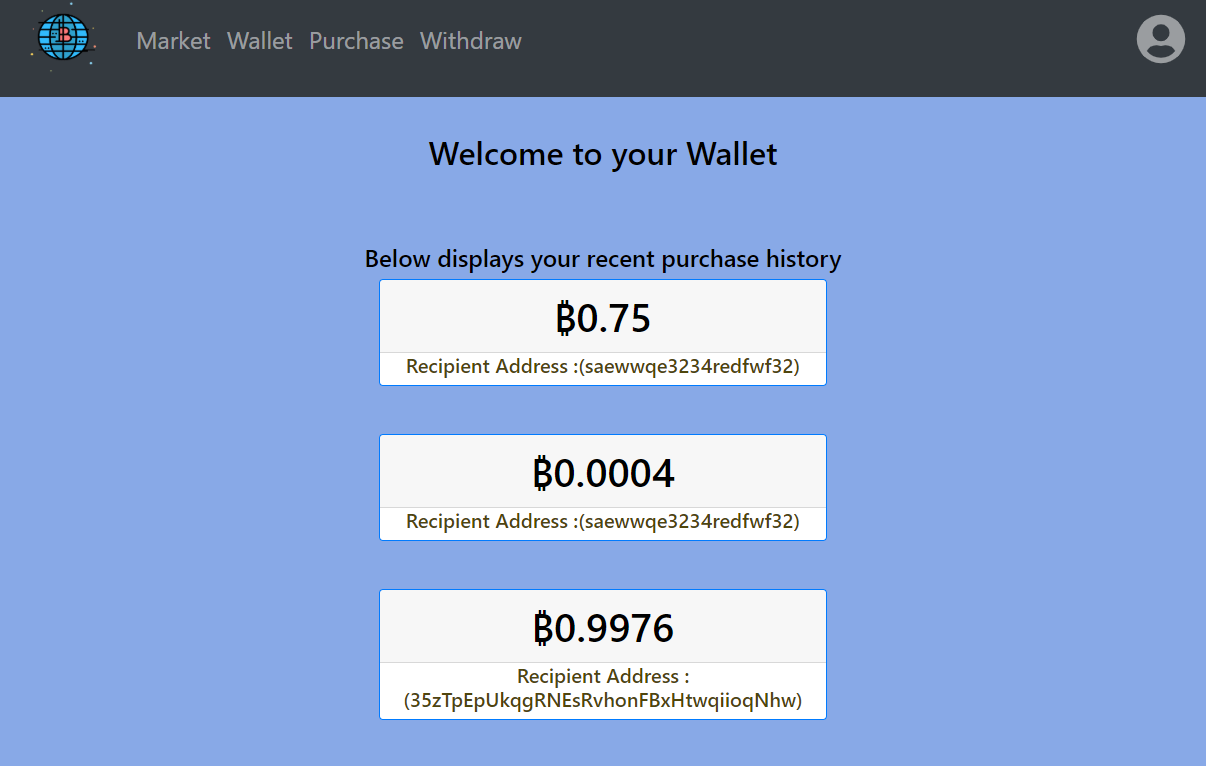 Market Wallet Purchase Withdraw
Welcome to your Wallet
Below displays your recent purchase history
฿0.75
Recipient Address :(saewwqe3234redfwf32)
฿0.0004
Recipient Address :(saewwqe3234redfwf32)
฿0.9976
Recipient Address :
(35zTpEpUkqgRNEsRvhonFBxHtwqiioqNhw)